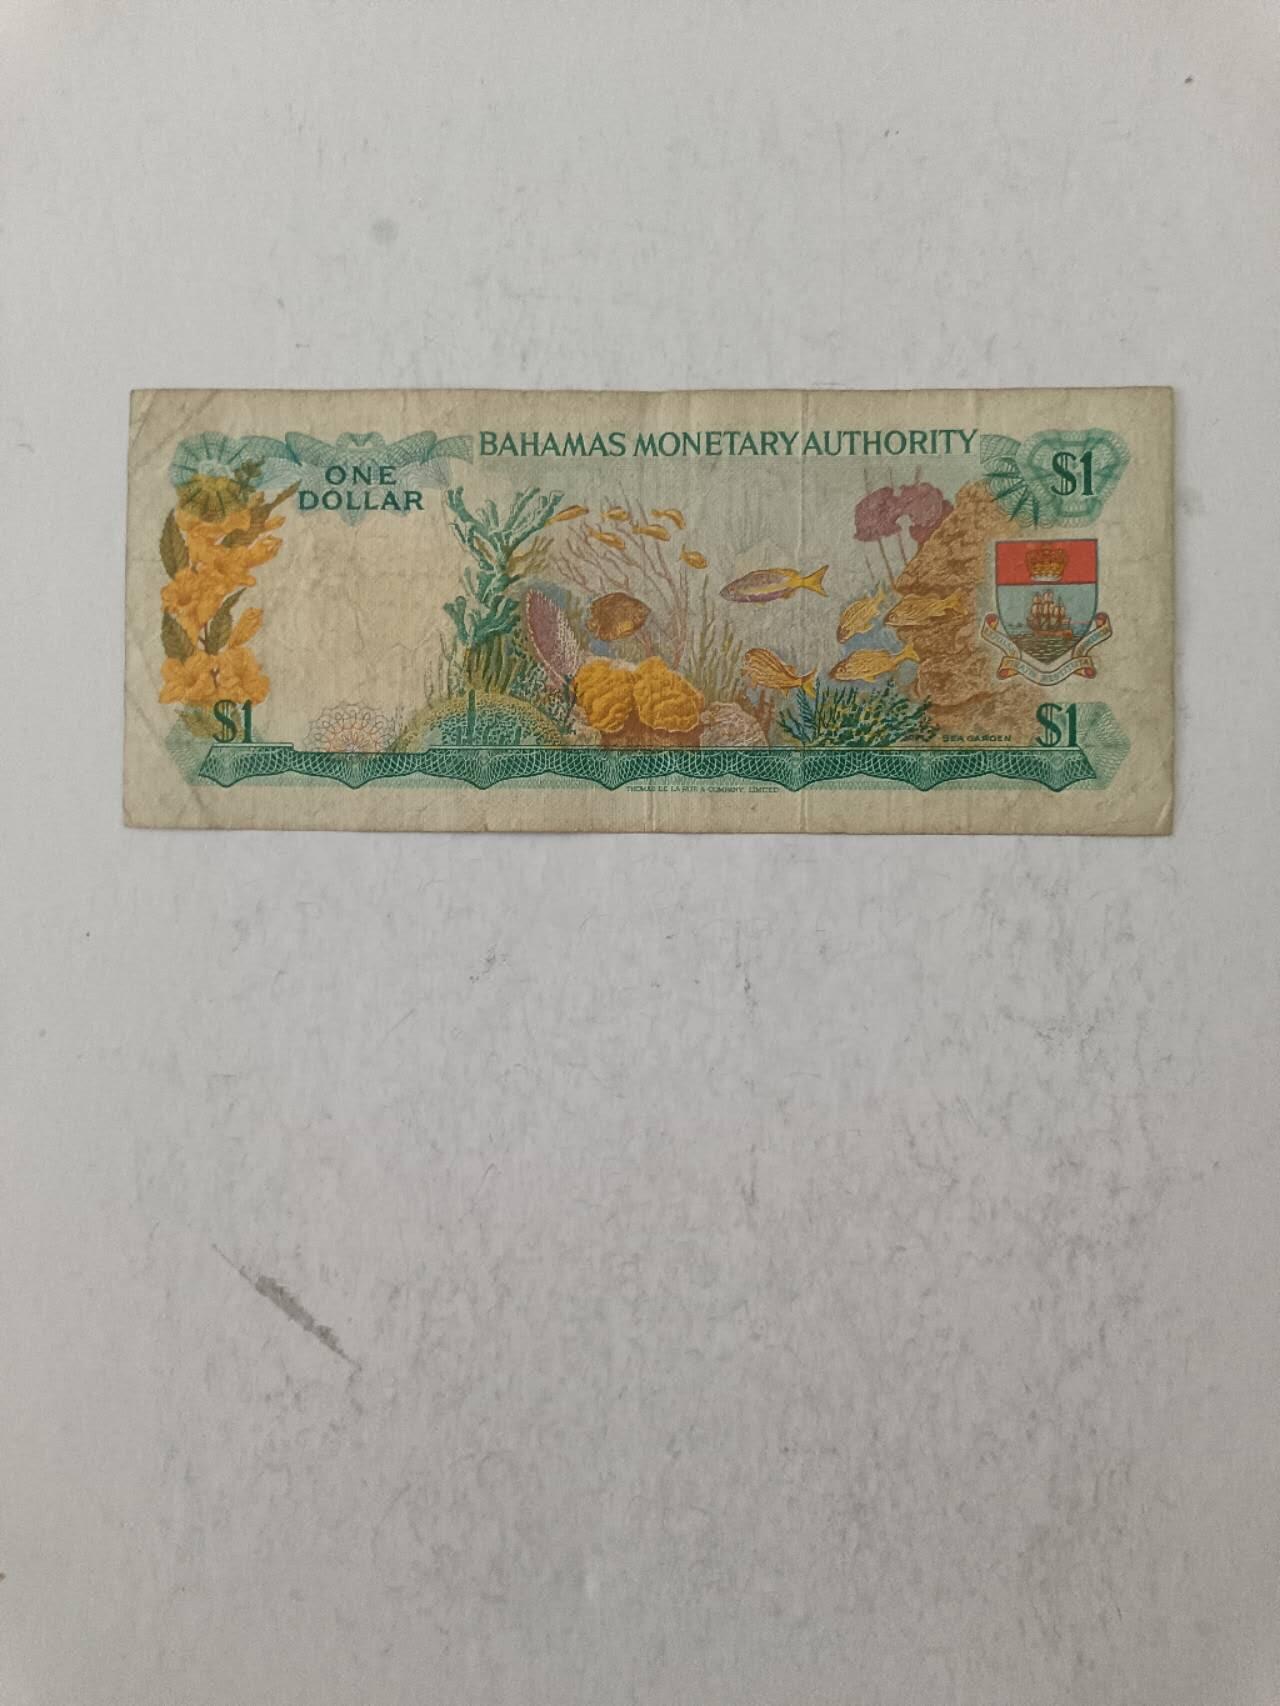 BAHAMAS MONETARY AUTHORITY
ONE
DOLLAR
$1
$1
$1
SEA GARDEN
THOMAS DE LA RUE & COMPANY, LIMITED